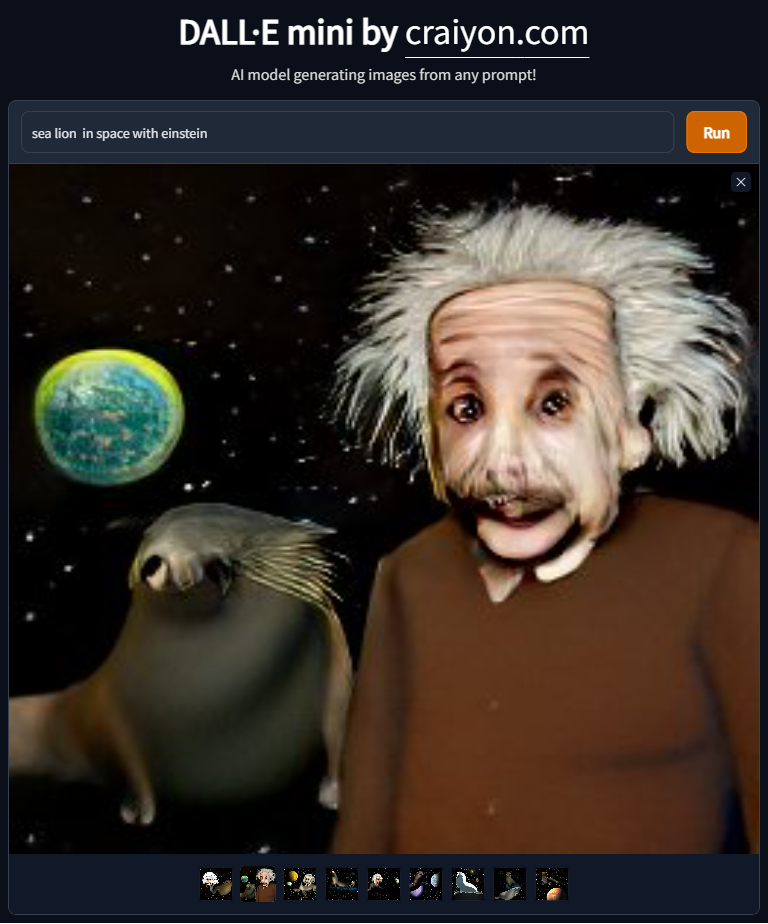 DALL·E mini by craiyon.com
AI model generating images from any prompt!
sea lion  in space with einstein
Run